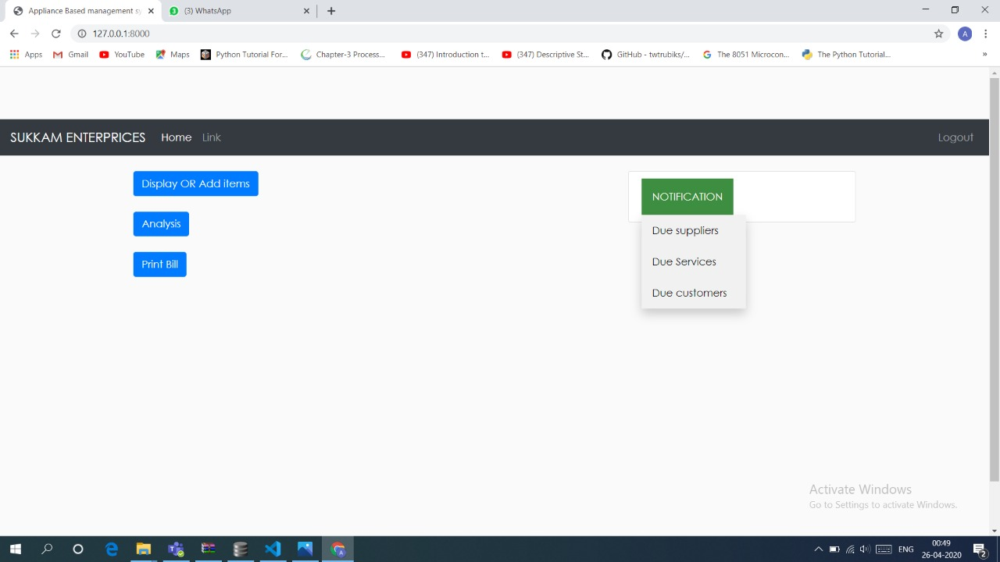 Appliance Based management sy
(3) WhatsApp
127.0.0.1:8000
A
Apps
Gmail
YouTube
Maps
Python Tutorial For...
Chapter-3 Process...
(347) Introduction t...
(347) Descriptive St...
GitHub - twtrubiks/...
The 8051 Microcon...
The Python Tutorial...
»
SUKKAM ENTERPRICES
Home
Link
Logout
Display OR Add items
Analysis
Print Bill
NOTIFICATION
Due suppliers
Due Services
Due customers
Activate Windows
Go to Settings to activate Windows.
ENG
00:49
26-04-2020
2